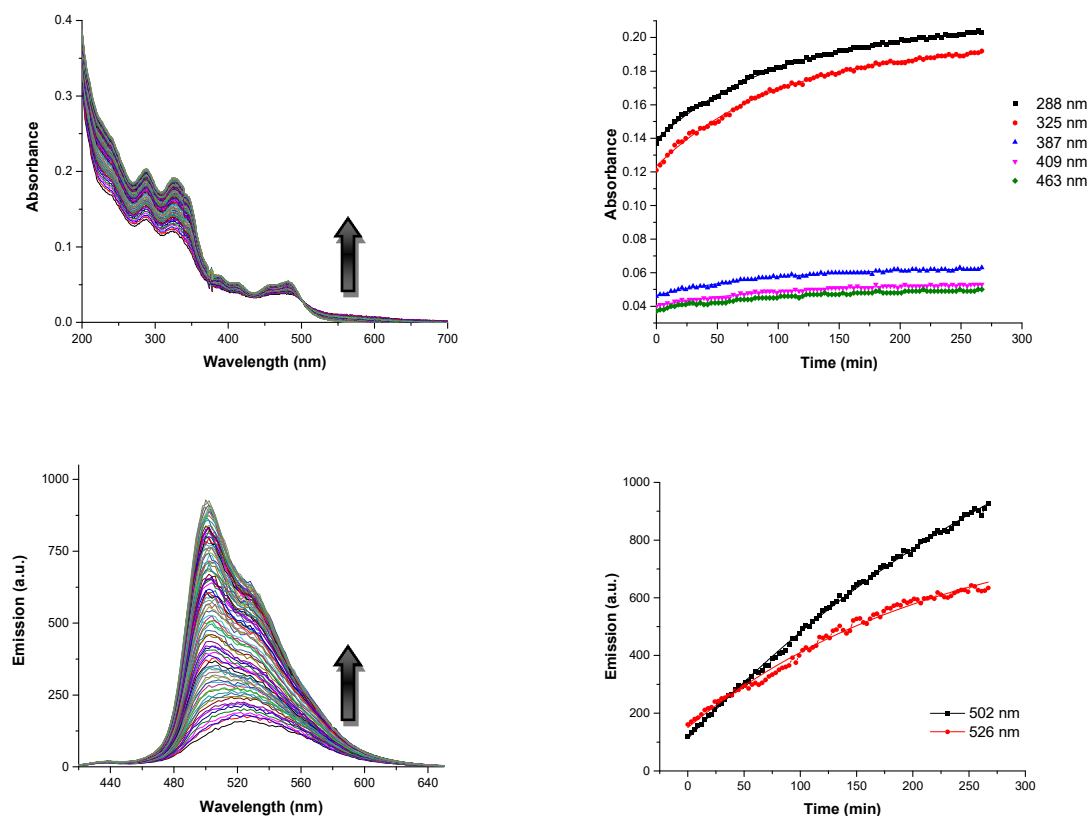 0.4
0.3
0.2
0.1
0.0
Absorbance
200 300 400 500 600 700
Wavelength (nm)
0.20
0.18
0.16
0.14
0.12
0.10
0.08
0.06
0.04
Absorbance
0 50 100 150 200 250 300
Time (min)
288 nm
325 nm
387 nm
409 nm
463 nm
1000
750
500
250
0
Emission (a.u.)
440 480 520 560 600 640
Wavelength (nm)
1000
800
600
400
200
0
Emission (a.u.)
0 50 100 150 200 250 300
Time (min)
502 nm
526 nm